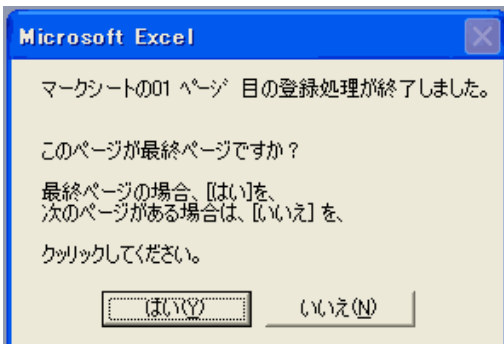 Microsoft Excel
マークシートの01 ﾍﾟｰｼﾞ 目の登録処理が終了しました。
このページが最終ページですか？
最終ページの場合、[はい]を、
次のページがある場合は、[いいえ] を、
クッリックしてください。
はい(Y)
いいえ(N)